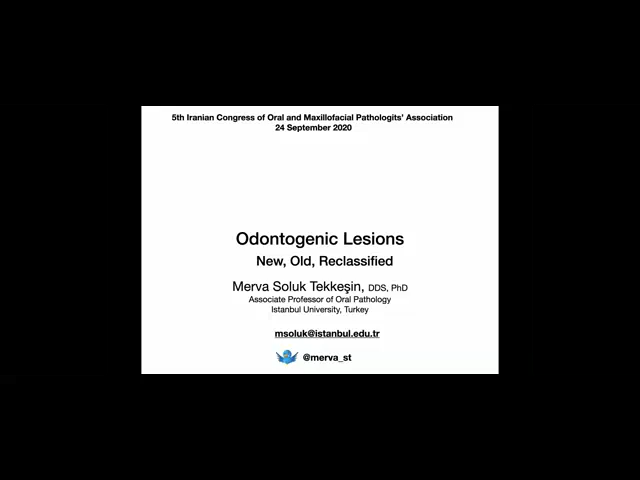 5th Iranian Congress of Oral and Maxillofacial Pathologits' Association
24 September 2020
Odontogenic Lesions
New, Old, Reclassified
Merva Soluk Tekkeşin, DDS, PhD
Associate Professor of Oral Pathology
Istanbul University, Turkey
msoluk@istanbul.edu.tr
@merva_st